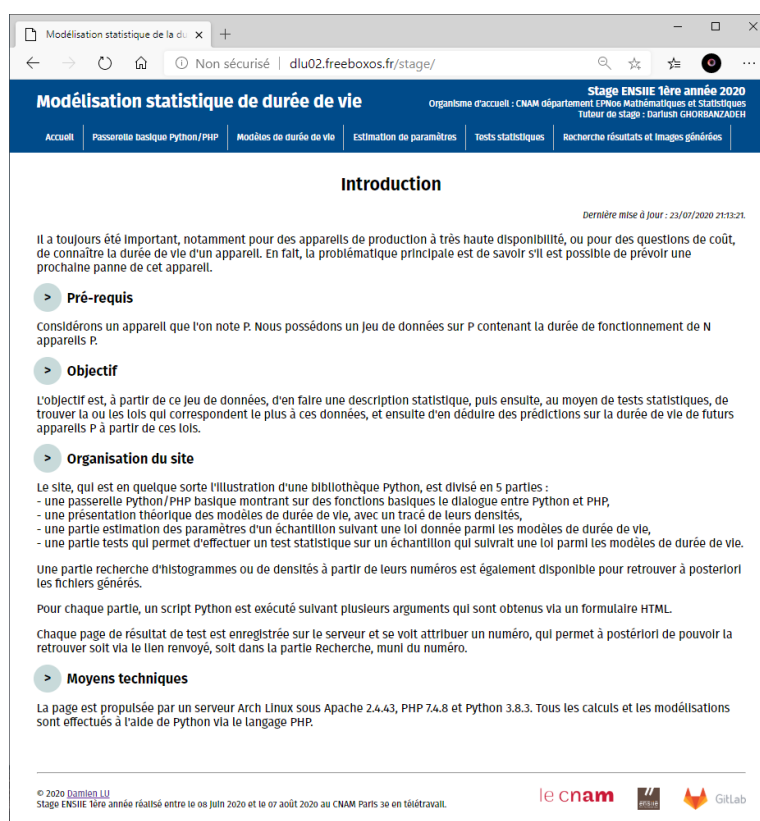 Modélisation statistique de la du
Non sécurisé | dlu02.freeboxos.fr/stage/
Modélisation statistique de durée de vie
Stage ENSIIE 1ère année 2020
Organisme d'accueil : CNAM département EPN06 Mathématiques et Statistiques
Tuteur de stage : Dariush GHORBANZADEH
Accueil
Passerelle basique Python/PHP
Modèles de durée de vie
Estimation de paramètres
Tests statistiques
Recherche résultats et images générées
Introduction
Dernière mise à jour : 23/07/2020 21:13:21.
Il a toujours été important, notamment pour des appareils de production à très haute disponibilité, ou pour des questions de coût,
de connaître la durée de vie d'un appareil. En fait, la problématique principale est de savoir s'il est possible de prévoir une
prochaine panne de cet appareil.
> Pré-requis
Considérons un appareil que l'on note P. Nous possédons un jeu de données sur P contenant la durée de fonctionnement de N
appareils P.
> Objectif
L'objectif est, à partir de ce jeu de données, d'en faire une description statistique, puis ensuite, au moyen de tests statistiques, de
trouver la ou les lois qui correspondent le plus à ces données, et ensuite d'en déduire des prédictions sur la durée de vie de futurs
appareils P à partir de ces lois.
> Organisation du site
Le site, qui est en quelque sorte l'illustration d'une bibliothèque Python, est divisé en 5 parties :
- une passerelle Python/PHP basique montrant sur des fonctions basiques le dialogue entre Python et PHP,
- une présentation théorique des modèles de durée de vie, avec un tracé de leurs densités,
- une partie estimation des paramètres d'un échantillon suivant une loi donnée parmi les modèles de durée de vie,
- une partie tests qui permet d'effectuer un test statistique sur un échantillon qui suivrait une loi parmi les modèles de durée de vie.
Une partie recherche d'histogrammes ou de densités à partir de leurs numéros est également disponible pour retrouver à posteriori
les fichiers générés.
Pour chaque partie, un script Python est exécuté suivant plusieurs arguments qui sont obtenus via un formulaire HTML.
Chaque page de résultat de test est enregistrée sur le serveur et se voit attribuer un numéro, qui permet à postériori de pouvoir la
retrouver soit via le lien renvoyé, soit dans la partie Recherche, muni du numéro.
> Moyens techniques
La page est propulsée par un serveur Arch Linux sous Apache 2.4.43, PHP 7.4.8 et Python 3.8.3. Tous les calculs et les modélisations
sont effectués à l'aide de Python via le langage PHP.
© 2020 Damien LU
Stage ENSIIE 1ère année réalisé entre le 08 juin 2020 et le 07 août 2020 au CNAM Paris 3e en télétravail.
le cnam
ensiie
GitLab